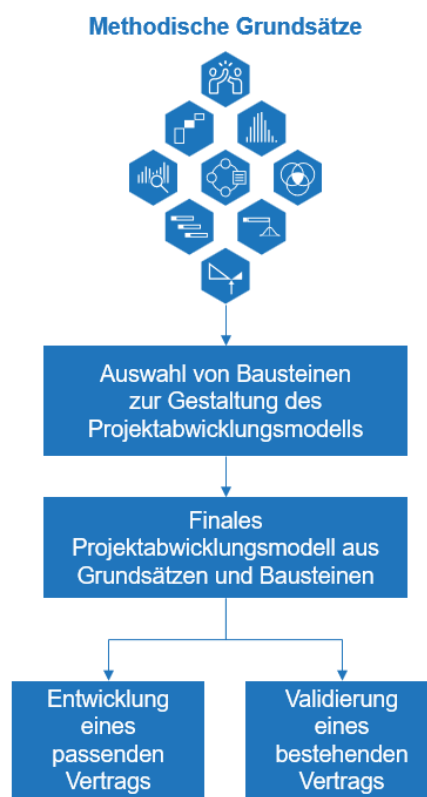 Methodische Grundsätze
Auswahl von Bausteinen
zur Gestaltung des
Projektabwicklungsmodells
Finales
Projektabwicklungsmodell aus
Grundsätzen und Bausteinen
Entwicklung
eines
passenden
Vertrags
Validierung
eines
bestehenden
Vertrags